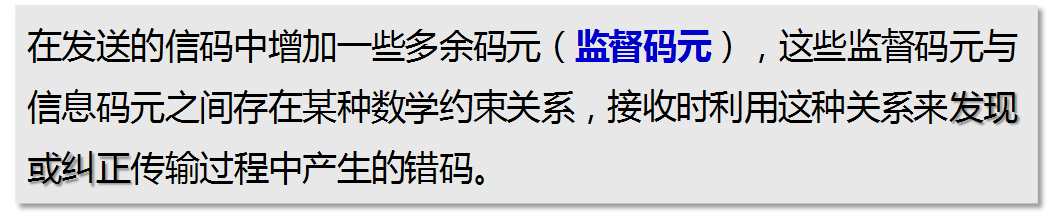 在发送的信码中增加一些多余码元（监督码元），这些监督码元与
信息码元之间存在某种数学约束关系，接收时利用这种关系来发现
或纠正传输过程中产生的错码。